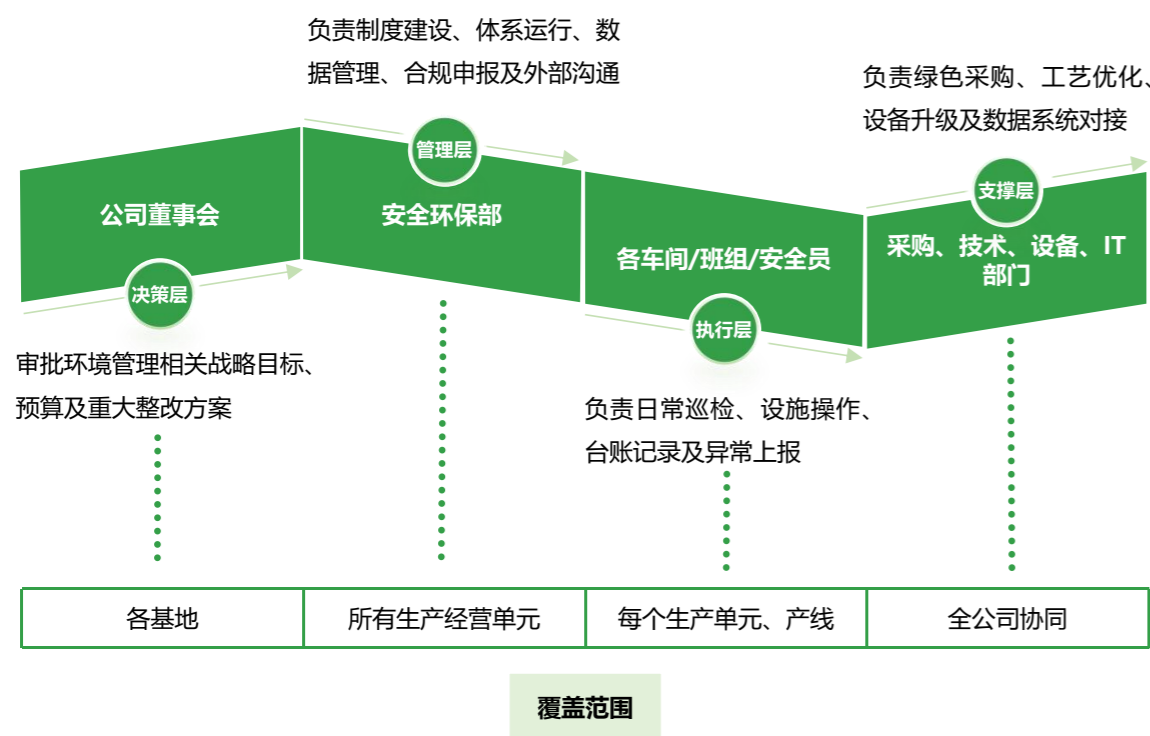 负责制度建设、体系运行、数
据管理、合规申报及外部沟通
负责绿色采购、工艺优化、
设备升级及数据系统对接
管理层
支撑层
公司董事会
安全环保部
各车间/班组/安全员
采购、技术、设备、IT
部门
决策层
执行层
审批环境管理相关战略目标、
预算及重大整改方案
负责日常巡检、设施操作、
台账记录及异常上报
各基地
所有生产经营单元
每个生产单元、产线
全公司协同
覆盖范围